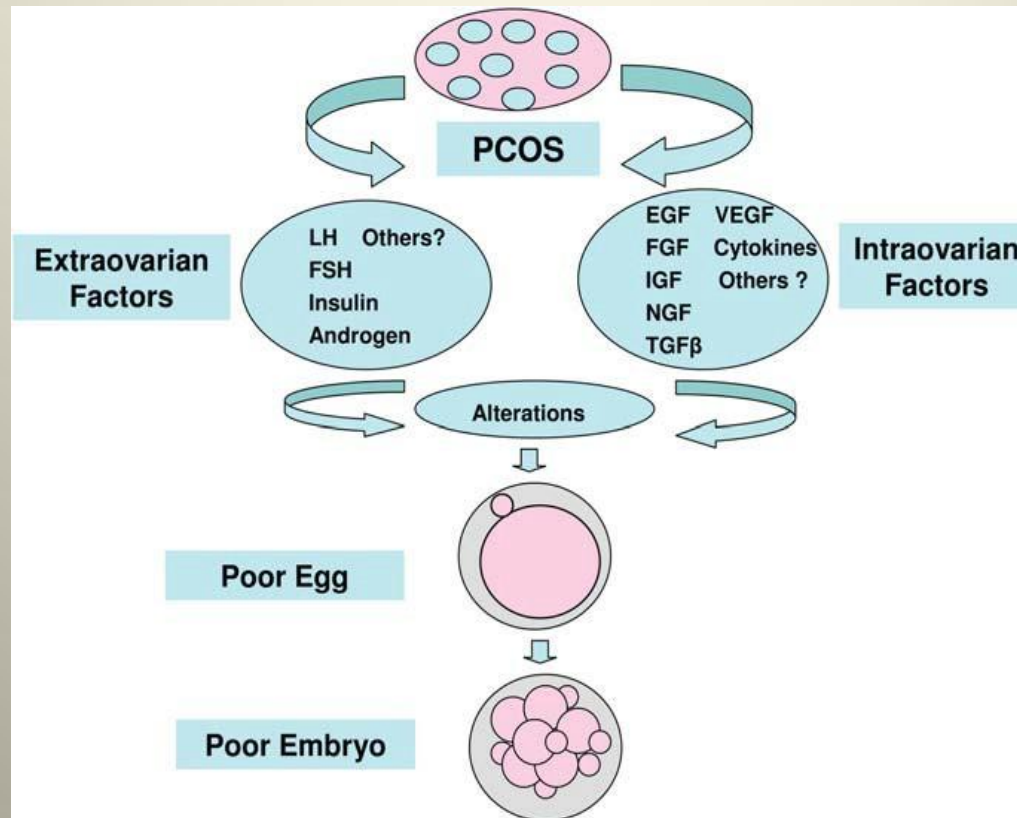 PCOS
Extraovarian
Factors
LH Others?
FSH
Insulin
Androgen
EGF VEGF
FGF Cytokines
IGF Others ?
NGF
TGFβ
Intraovarian
Factors
Alterations
Poor Egg
Poor Embryo